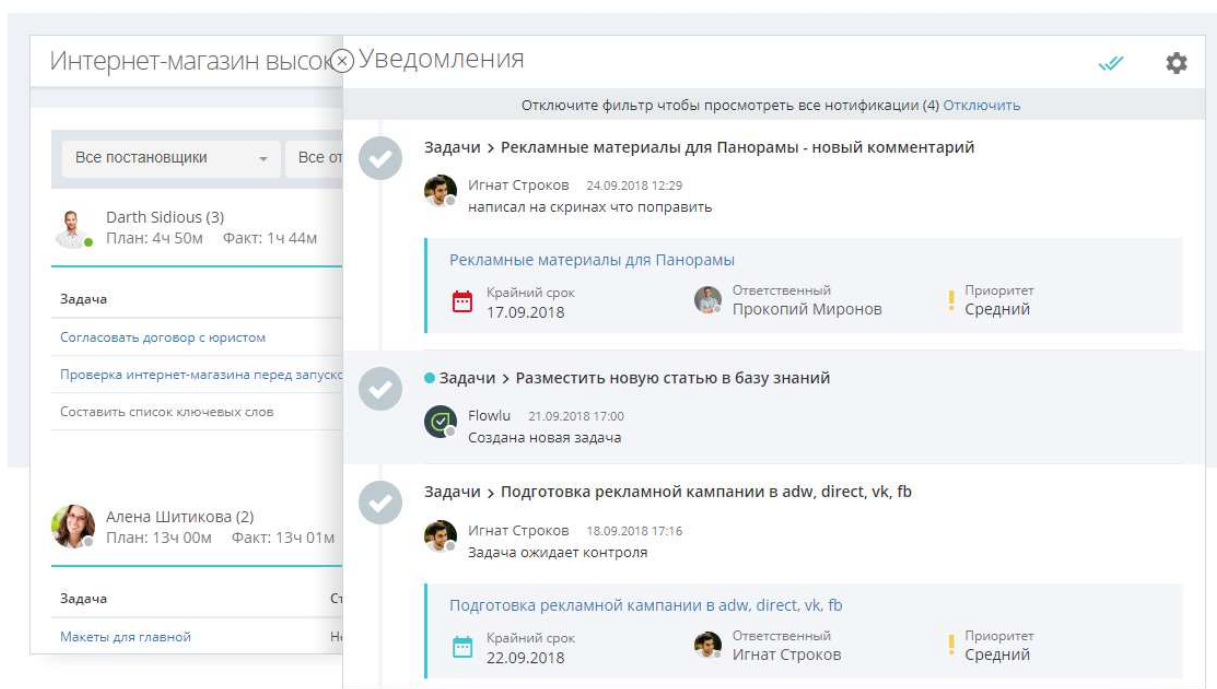 Интернет-магазин высок
Все постановщики
Все от
Darth Sidious (3)
План: 4ч 50м Факт: 1ч 44м
Задача
Согласовать договор с юристом
Проверка интернет-магазина перед запуско
Составить список ключевых слов
Алена Шитикова (2)
План: 13ч 00м Факт: 13ч 01м
Задача
Макеты для главной
Уведомления
Отключите фильтр чтобы просмотреть все нотификации (4) Отключить
Задачи > Рекламные материалы для Панорамы - новый комментарий
Игнат Строков 24.09.2018 12:29
написал на скринах что поправить
Рекламные материалы для Панорамы
Крайний срок
17.09.2018
Ответственный
Прокопий Миронов
Приоритет
Средний
Задачи > Разместить новую статью в базу знаний
Flowlu 21.09.2018 17:00
Создана новая задача
Задачи > Подготовка рекламной кампании в adw, direct, vk, fb
Игнат Строков 18.09.2018 17:16
Задача ожидает контроля
Подготовка рекламной кампании в adw, direct, vk, fb
Крайний срок
22.09.2018
Ответственный
Игнат Строков
Приоритет
Средний